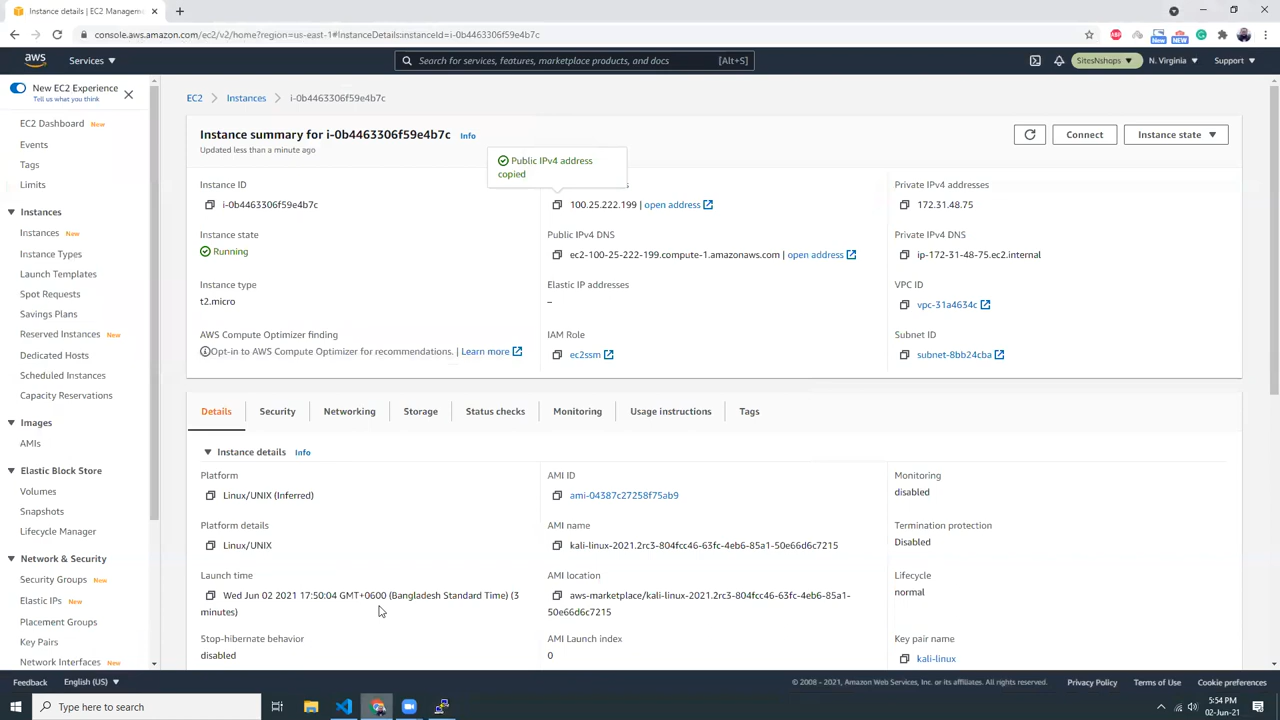 Instance details | EC2 Managem
console.aws.amazon.com/ec2/v2/home?region=us-east-1#InstanceDetails:instanceId=i-0b4463306f59e4b7c
ABP
New
NEW
aws
Services
Search for services, features, marketplace products, and docs
[Alt+S]
SitesNshops
N. Virginia
Support
New EC2 Experience
Tell us what you think
EC2 Dashboard New
Events
Tags
Limits
Instances
Instances New
Instance Types
Launch Templates
Spot Requests
Savings Plans
Reserved Instances New
Dedicated Hosts
Scheduled Instances
Capacity Reservations
Images
AMIs
Elastic Block Store
Volumes
Snapshots
Lifecycle Manager
Network & Security
Security Groups New
Elastic IPs New
Placement Groups
Key Pairs
Network Interfaces New
EC2 > Instances > i-0b4463306f59e4b7c
Instance summary for i-0b4463306f59e4b7c Info
Updated less than a minute ago
Connect
Instance state
Public IPv4 address
copied
Instance ID
i-0b4463306f59e4b7c
100.25.222.199 | open address
Private IPv4 addresses
172.31.48.75
Instance state
Running
Public IPv4 DNS
ec2-100-25-222-199.compute-1.amazonaws.com | open address
Private IPv4 DNS
ip-172-31-48-75.ec2.internal
Instance type
t2.micro
Elastic IP addresses
–
VPC ID
vpc-31a4634c
AWS Compute Optimizer finding
Opt-in to AWS Compute Optimizer for recommendations. | Learn more
IAM Role
ec2ssm
Subnet ID
subnet-8bb24cba
Details
Security
Networking
Storage
Status checks
Monitoring
Usage instructions
Tags
Instance details Info
Platform
Linux/UNIX (Inferred)
AMI ID
ami-04387c27258f75ab9
Monitoring
disabled
Platform details
Linux/UNIX
AMI name
kali-linux-2021.2rc3-804fcc46-63fc-4eb6-85a1-50e66d6c7215
Termination protection
Disabled
Launch time
Wed Jun 02 2021 17:50:04 GMT+0600 (Bangladesh Standard Time) (3
minutes)
AMI location
aws-marketplace/kali-linux-2021.2rc3-804fcc46-63fc-4eb6-85a1-
50e66d6c7215
Lifecycle
normal
Stop-hibernate behavior
disabled
AMI Launch index
0
Key pair name
kali-linux
Feedback
English (US)
© 2008 - 2021, Amazon Web Services, Inc. or its affiliates. All rights reserved.
Privacy Policy
Terms of Use
Cookie preferences
Type here to search
5:54 PM
02-Jun-21